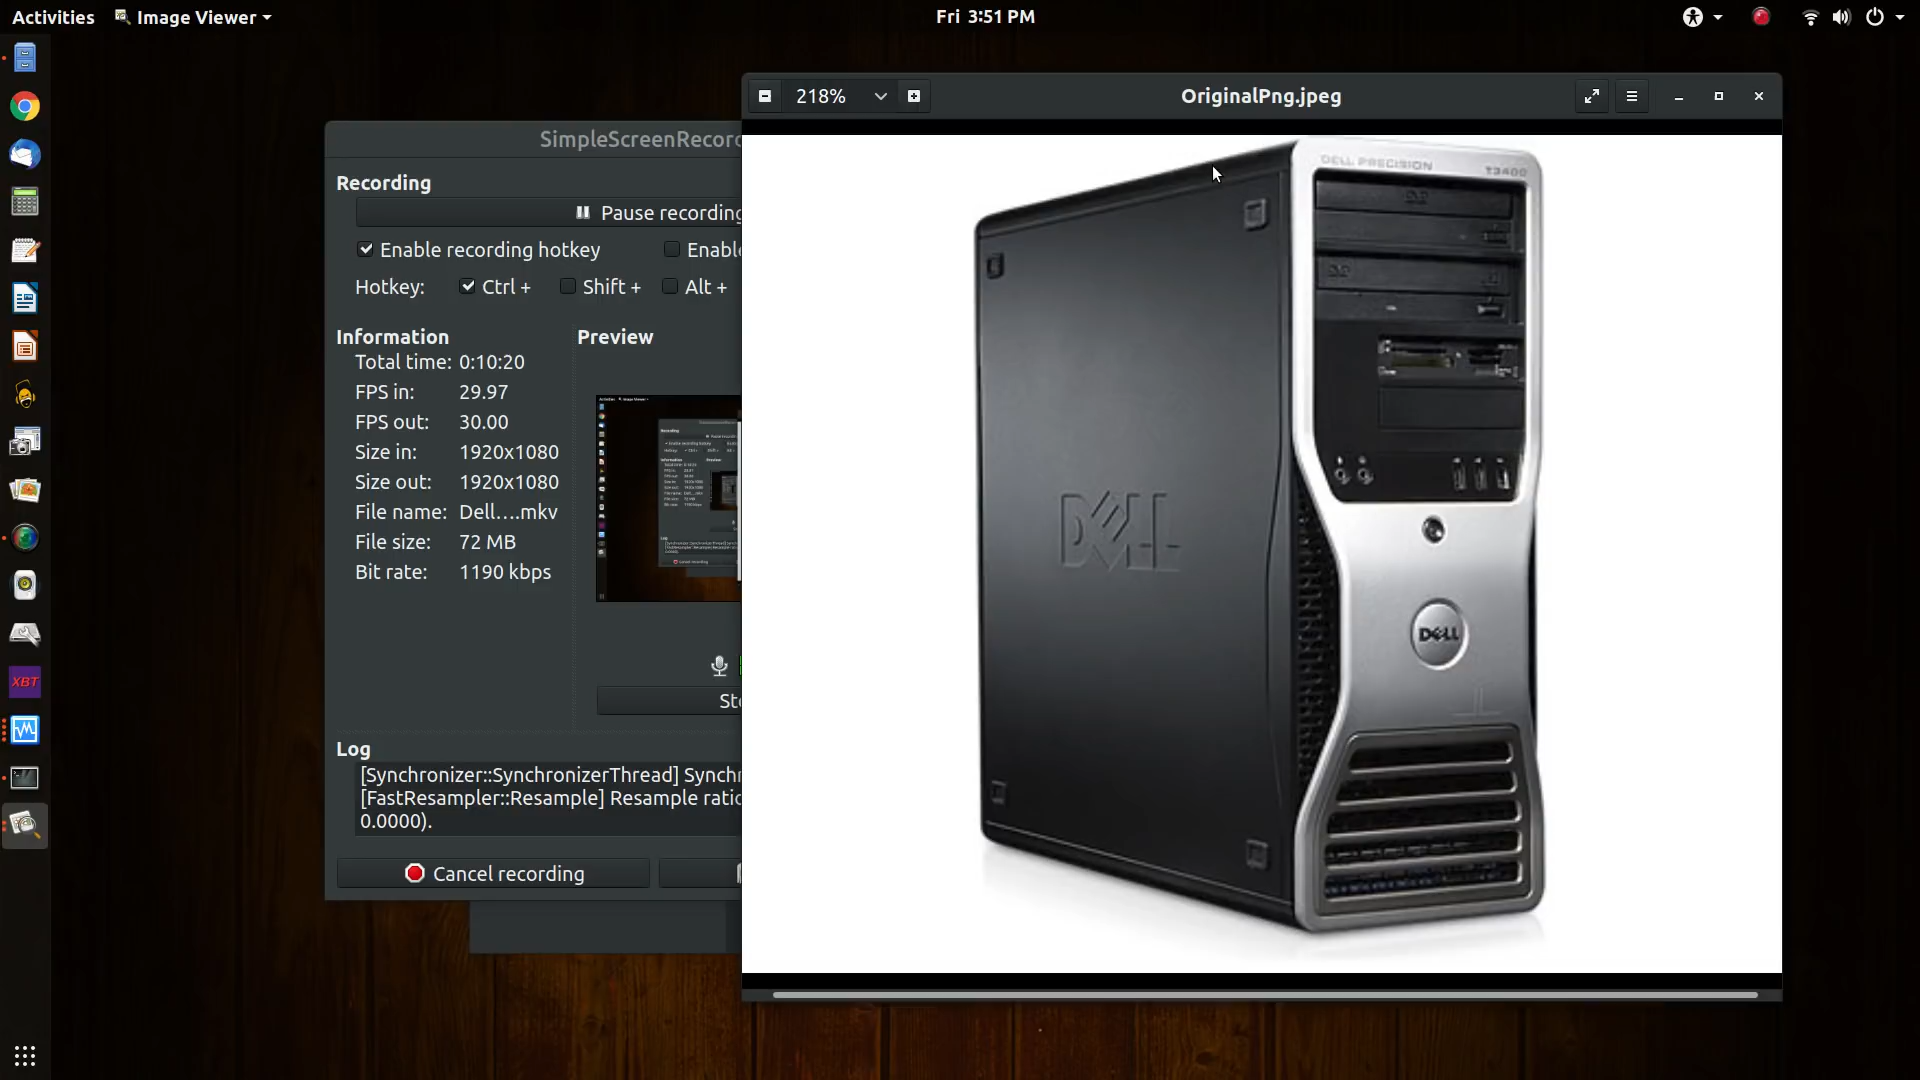 Activities
Image Viewer
Fri 3:51 PM
SimpleScreenRecor
Recording
Pause recording
Enable recording hotkey
Enable
Hotkey:
Ctrl +
Shift +
Alt +
Information
Total time: 0:10:20
FPS in: 29.97
FPS out: 30.00
Size in: 1920x1080
Size out: 1920x1080
File name: Dell....mkv
File size: 72 MB
Bit rate: 1190 kbps
Preview
Log
[Synchronizer::SynchronizerThread] Synchr
[FastResampler::Resample] Resample ratio
0.0000).
Cancel recording
XBT
218%
OriginalPng.jpeg
DELL PRECISION
T3400
DELL
DELL